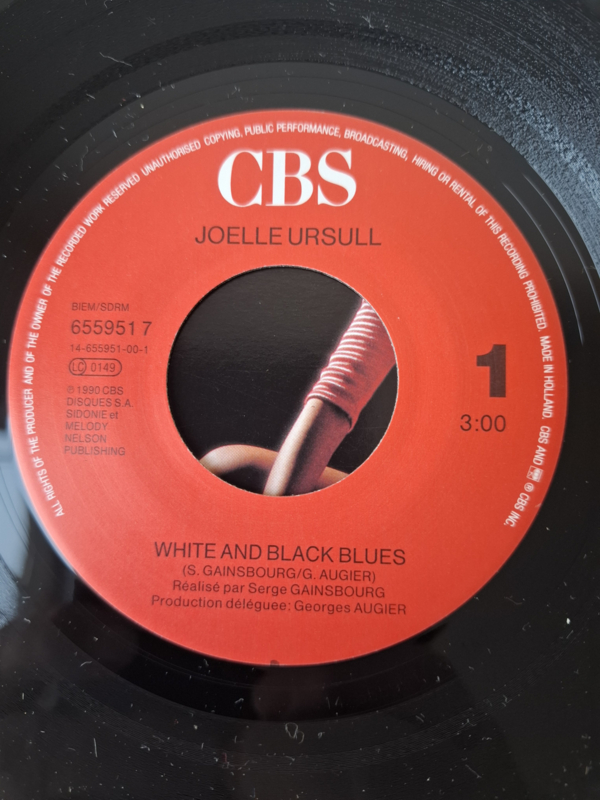 ALL RIGHTS OF THE PRODUCER AND OF THE OWNER OF THE RECORDED WORK RESERVED UNAUTHORISED COPYING, PUBLIC PERFORMANCE, BROADCASTING, HIRING OR RENTAL OF THIS RECORDING PROHIBITED. MADE IN HOLLAND. CBS AND ℗ CBS INC.
CBS
JOELLE URSULL
BIEM/SDRM
655951 7
14-655951-00-1
LC 0149
℗ 1990 CBS
DISQUES S.A.
SIDONIE et
MELODY
NELSON
PUBLISHING
1
3:00
WHITE AND BLACK BLUES
(S. GAINSBOURG/G. AUGIER)
Réalisé par Serge GAINSBOURG
Production déléguee: Georges AUGIER